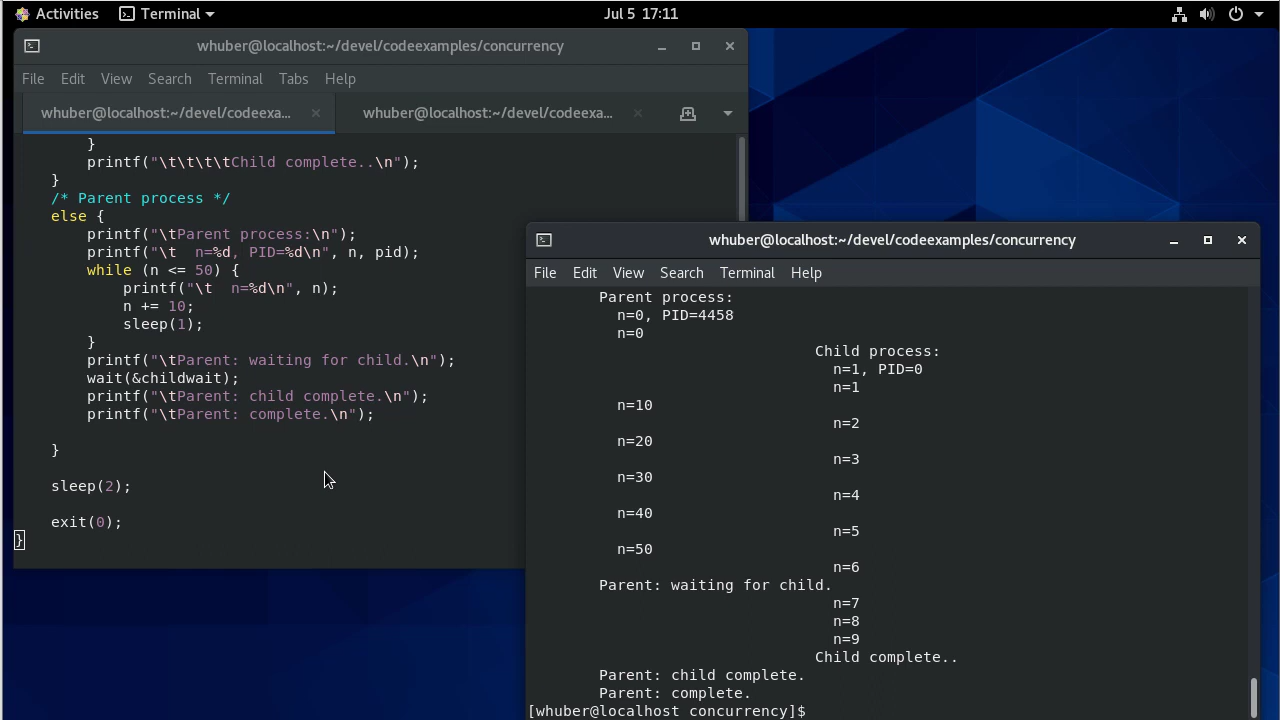 Activities Terminal Jul 5 17:11
whuber@localhost:~/devel/codeexamples/concurrency
File Edit View Search Terminal Tabs Help
whuber@localhost:~/devel/codeexa... × whuber@localhost:~/devel/codeexa... ×
        }
        printf("\t\t\t\tChild complete..\n");
    }
    /* Parent process */
    else {
        printf("\tParent process:\n");
        printf("\t  n=%d, PID=%d\n", n, pid);
        while (n <= 50) {
            printf("\t  n=%d\n", n);
            n += 10;
            sleep(1);
        }
        printf("\tParent: waiting for child.\n");
        wait(&childwait);
        printf("\tParent: child complete.\n");
        printf("\tParent: complete.\n");
    }
    sleep(2);
    exit(0);
}
whuber@localhost:~/devel/codeexamples/concurrency
File Edit View Search Terminal Help
        Parent process:
          n=0, PID=4458
          n=0
                                Child process:
                                  n=1, PID=0
                                  n=1
          n=10
                                  n=2
          n=20
                                  n=3
          n=30
                                  n=4
          n=40
                                  n=5
          n=50
                                  n=6
        Parent: waiting for child.
                                  n=7
                                  n=8
                                  n=9
                                Child complete..
        Parent: child complete.
        Parent: complete.
[whuber@localhost concurrency]$